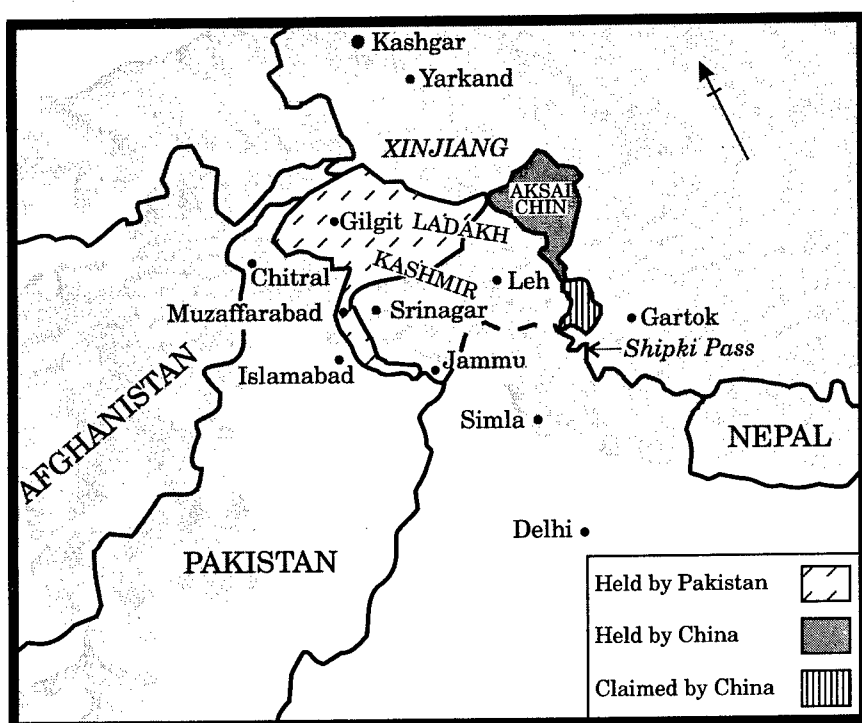 Kashgar
Yarkand
XINJIANG
AKSAI
CHIN
Gilgit
LADAKH
KASHMIR
Chitral
Leh
Muzaffarabad
Srinagar
Gartok
Shipki Pass
Islamabad
Jammu
Simla
NEPAL
AFGHANISTAN
Delhi
PAKISTAN
Held by Pakistan
Held by China
Claimed by China